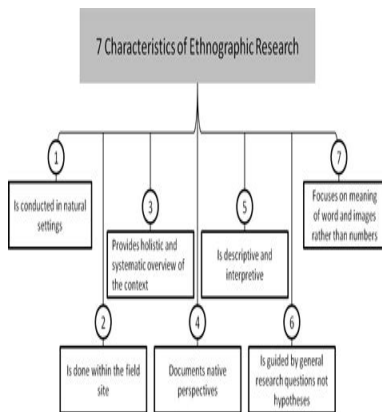 7 Characteristics of Ethnographic Research
1
Is conducted in natural
settings
2
Is done within the field
site
3
Provides holistic and
systematic overview of
the context
4
Documents native
perspectives
5
Is descriptive and
interpretive
6
Is guided by general
research questions not
hypotheses
7
Focuses on meaning
of word and images
rather than numbers